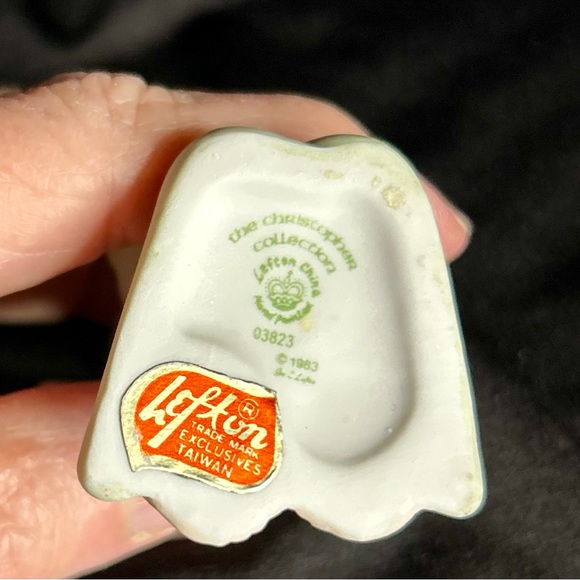 the christopher
collection
Lefton China
Hand Painted
03823
© 1983
Lefton ®
TRADE MARK
EXCLUSIVES
TAIWAN